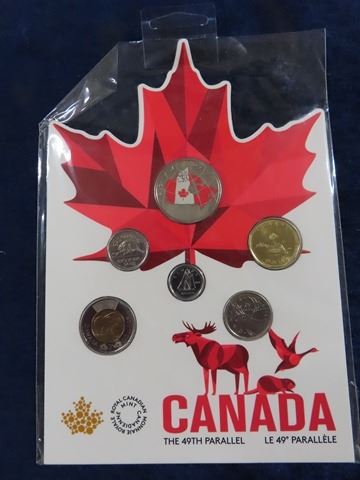 ROYAL CANADIAN MINT
MONNAIE ROYALE CANADIENNE
CANADA
THE 49TH PARALLEL LE 49e PARALLÈLE